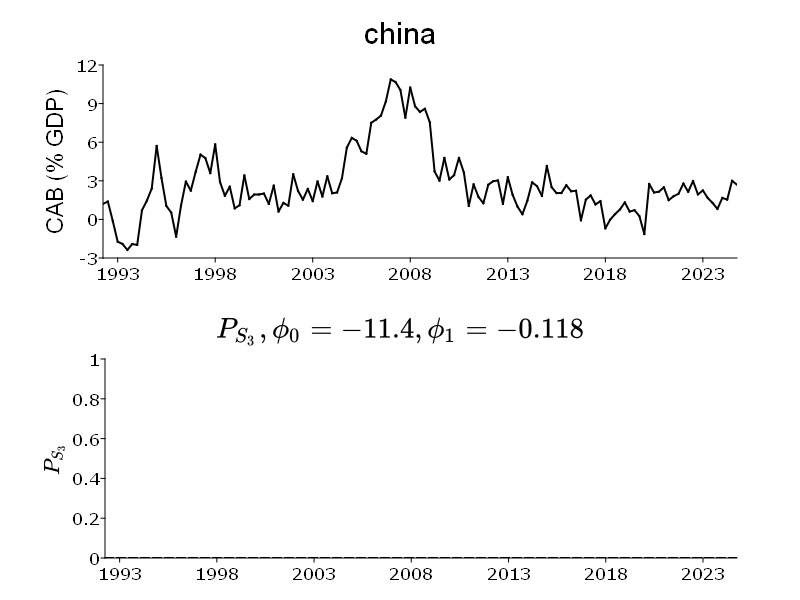 china
CAB (% GDP)
12
9
6
3
0
-3
1993 1998 2003 2008 2013 2018 2023
P_{S_3}, ϕ_0 = −11.4, ϕ_1 = −0.118
P_{S_3}
1
0.8
0.6
0.4
0.2
0
1993 1998 2003 2008 2013 2018 2023